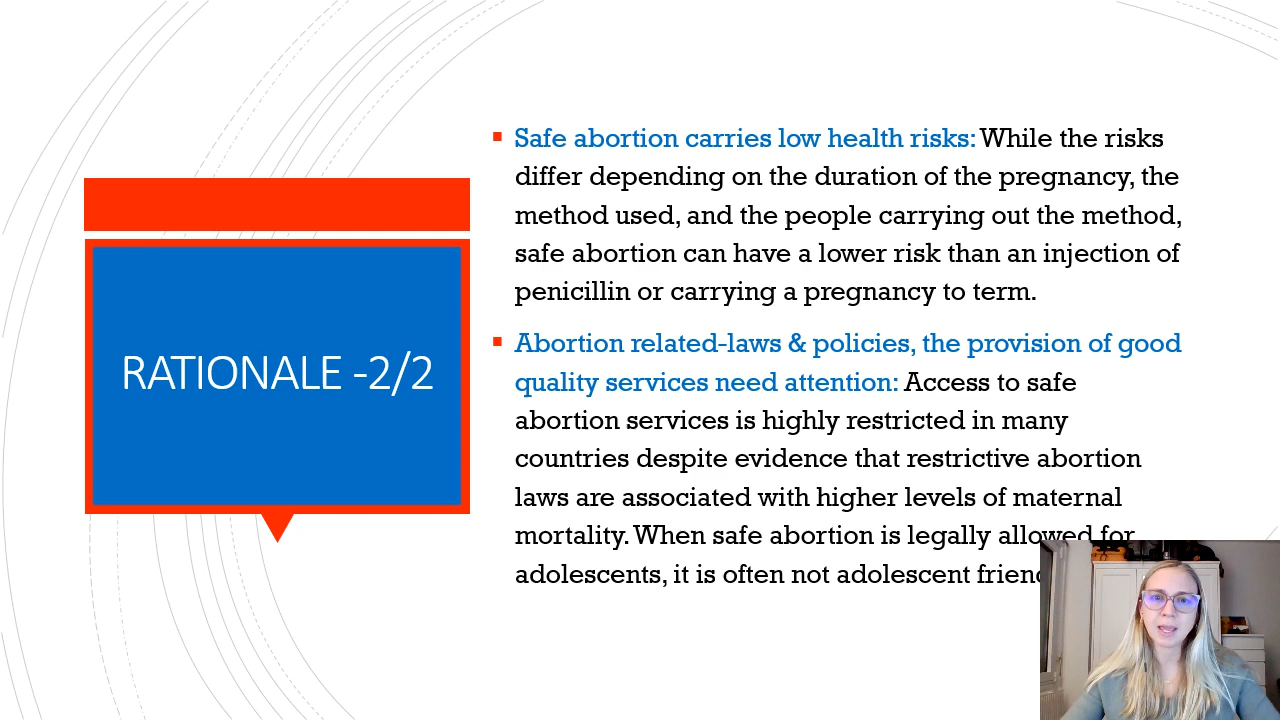 RATIONALE -2/2
Safe abortion carries low health risks: While the risks
differ depending on the duration of the pregnancy, the
method used, and the people carrying out the method,
safe abortion can have a lower risk than an injection of
penicillin or carrying a pregnancy to term.
Abortion related-laws & policies, the provision of good
quality services need attention: Access to safe
abortion services is highly restricted in many
countries despite evidence that restrictive abortion
laws are associated with higher levels of maternal
mortality. When safe abortion is legally allowed for
adolescents, it is often not adolescent